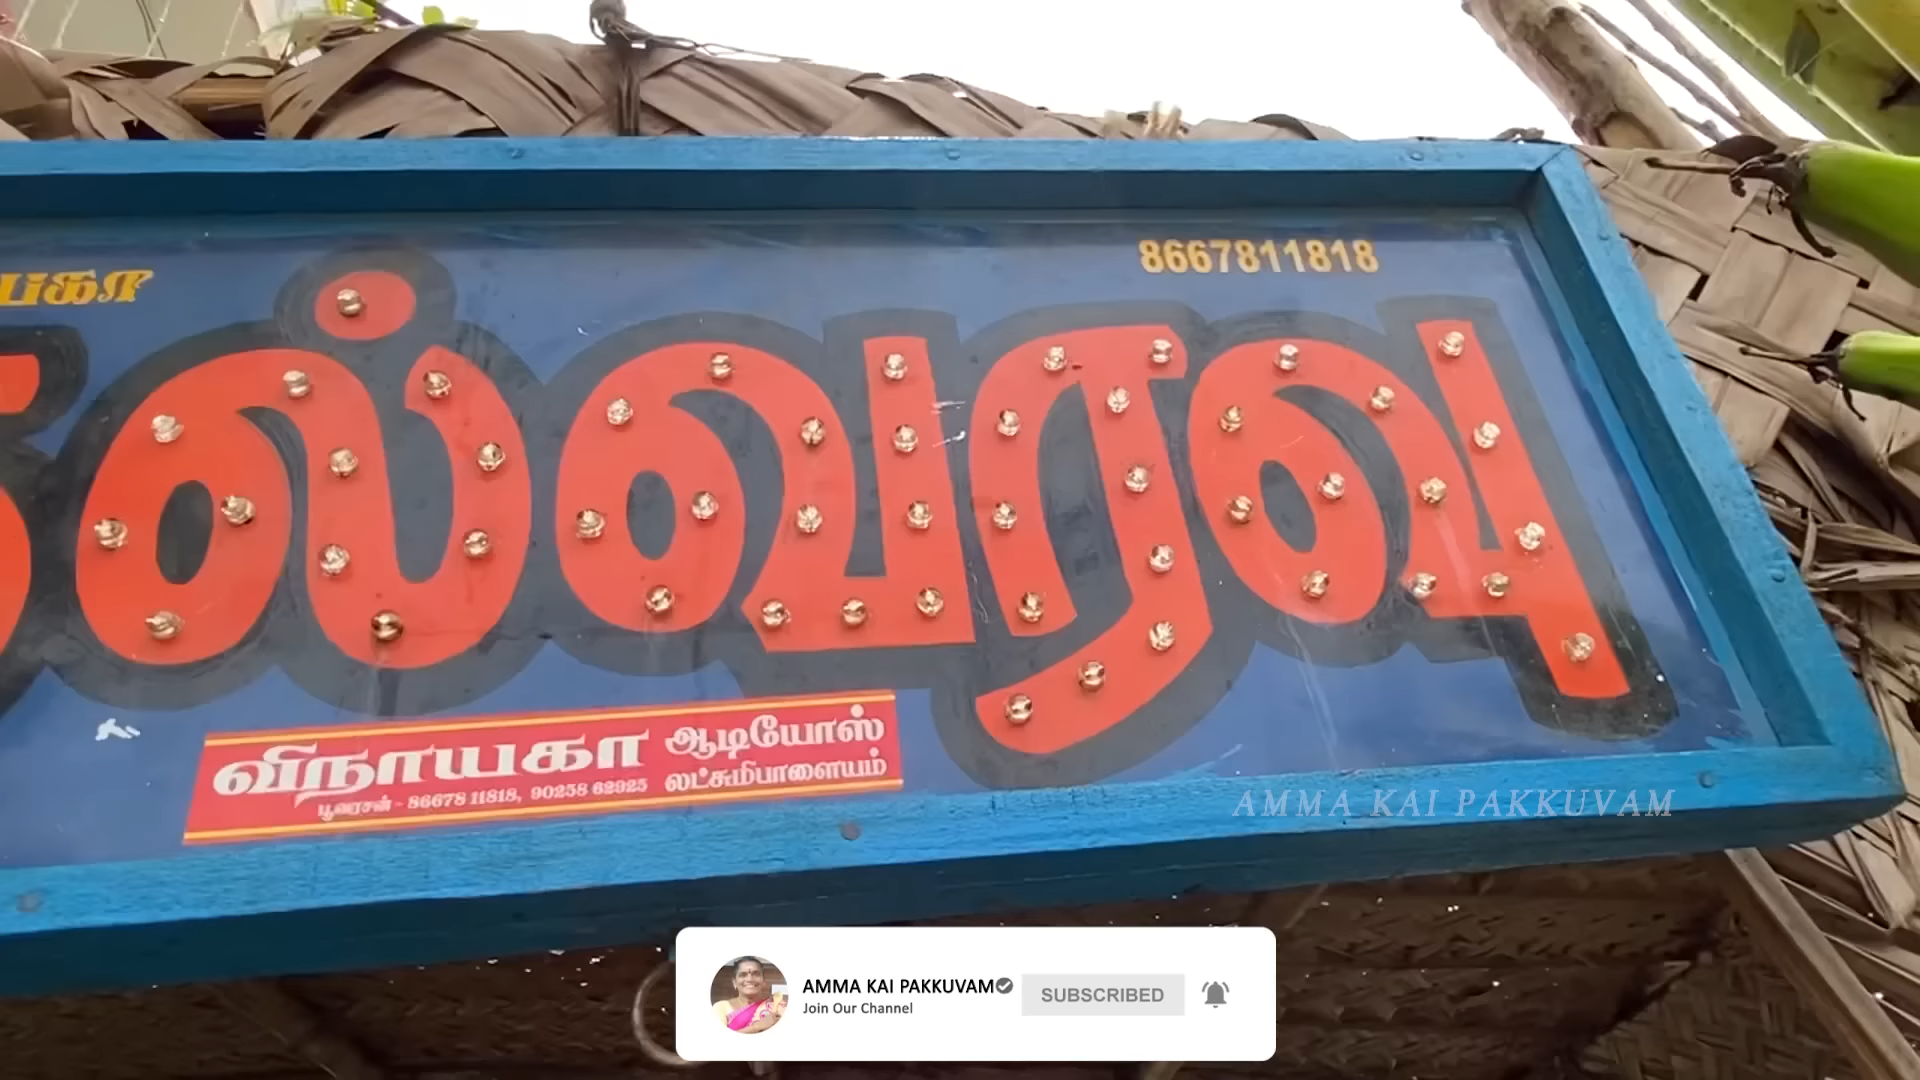 8667811818
ல்வரவு
விநாயகா ஆடியோஸ்
லட்சுமிபாளையம்
பூவரசன் - 86678 11818, 90258 62925
AMMA KAI PAKKUVAM
AMMA KAI PAKKUVAM
SUBSCRIBED
Join Our Channel